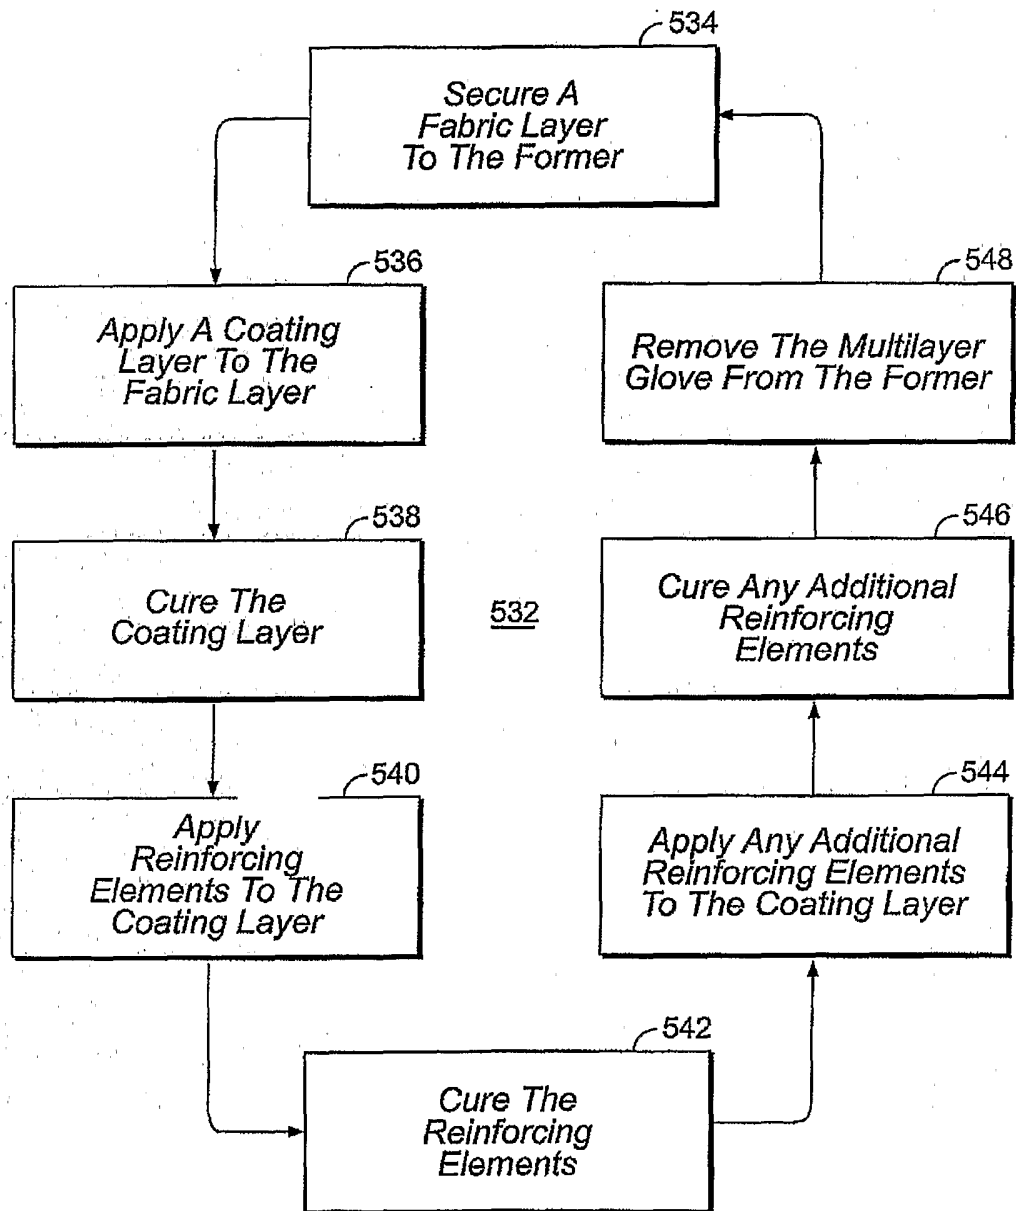 534
Secure A
Fabric Layer
To The Former
536
Apply A Coating
Layer To The
Fabric Layer
538
Cure The
Coating Layer
540
Apply
Reinforcing
Elements To The
Coating Layer
542
Cure The
Reinforcing
Elements
544
Apply Any Additional
Reinforcing Elements
To The Coating Layer
546
Cure Any Additional
Reinforcing
Elements
548
Remove The Multilayer
Glove From The Former
532